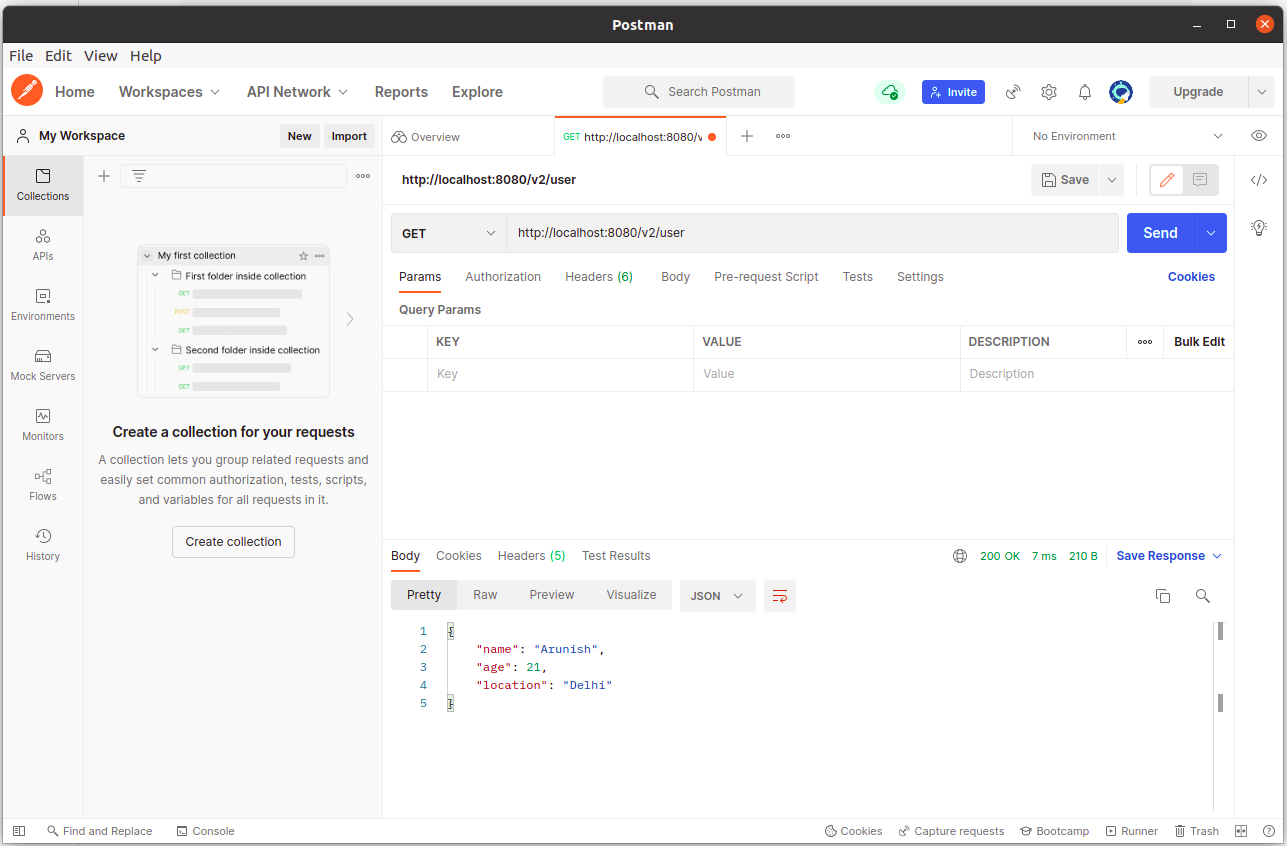 Postman
File Edit View Help
Home Workspaces API Network Reports Explore Search Postman Invite Upgrade
My Workspace New Import Overview GET http://localhost:8080/v No Environment
Collections
APIs
Environments
Mock Servers
Monitors
Flows
History
My first collection
First folder inside collection
GET
POST
GET
Second folder inside collection
GET
GET
Create a collection for your requests
A collection lets you group related requests and
easily set common authorization, tests, scripts,
and variables for all requests in it.
Create collection
http://localhost:8080/v2/user Save
GET http://localhost:8080/v2/user Send
Params Authorization Headers (6) Body Pre-request Script Tests Settings Cookies
Query Params
KEY VALUE DESCRIPTION Bulk Edit
Key Value Description
Body Cookies Headers (5) Test Results 200 OK 7 ms 210 B Save Response
Pretty Raw Preview Visualize JSON
1 {
2 "name": "Arunish",
3 "age": 21,
4 "location": "Delhi"
5 }
Find and Replace Console Cookies Capture requests Bootcamp Runner Trash